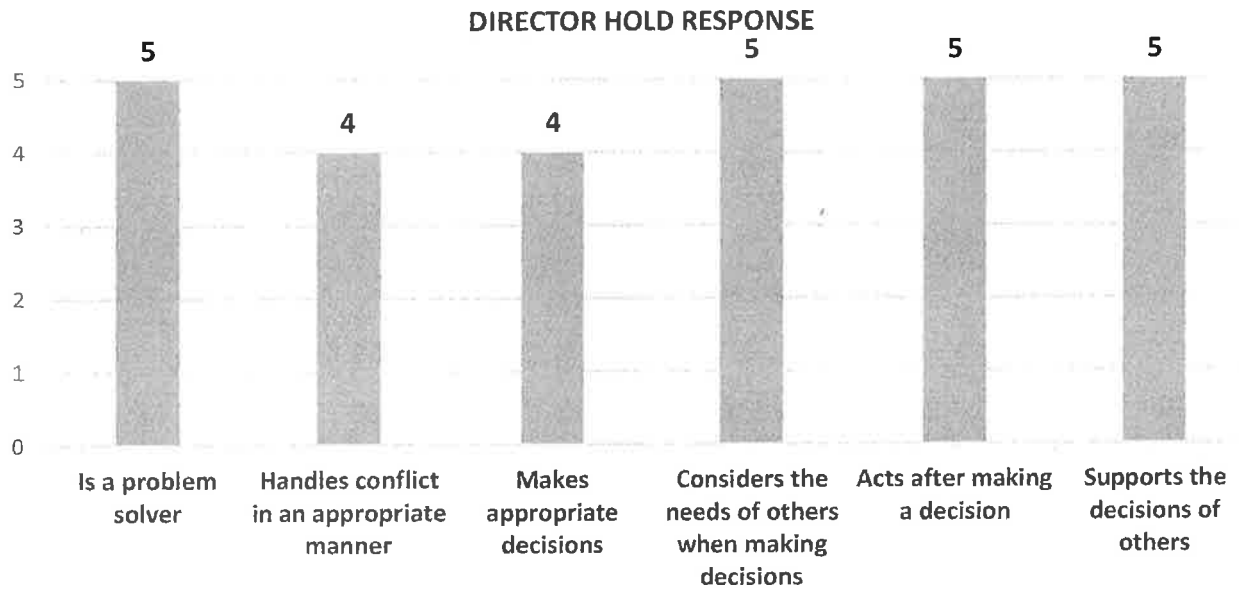 DIRECTOR HOLD RESPONSE
5
4
4
5
5
5
5
4
3
2
1
0
Is a problem
solver
Handles conflict
in an appropriate
manner
Makes
appropriate
decisions
Considers the
needs of others
when making
decisions
Acts after making
a decision
Supports the
decisions of
others